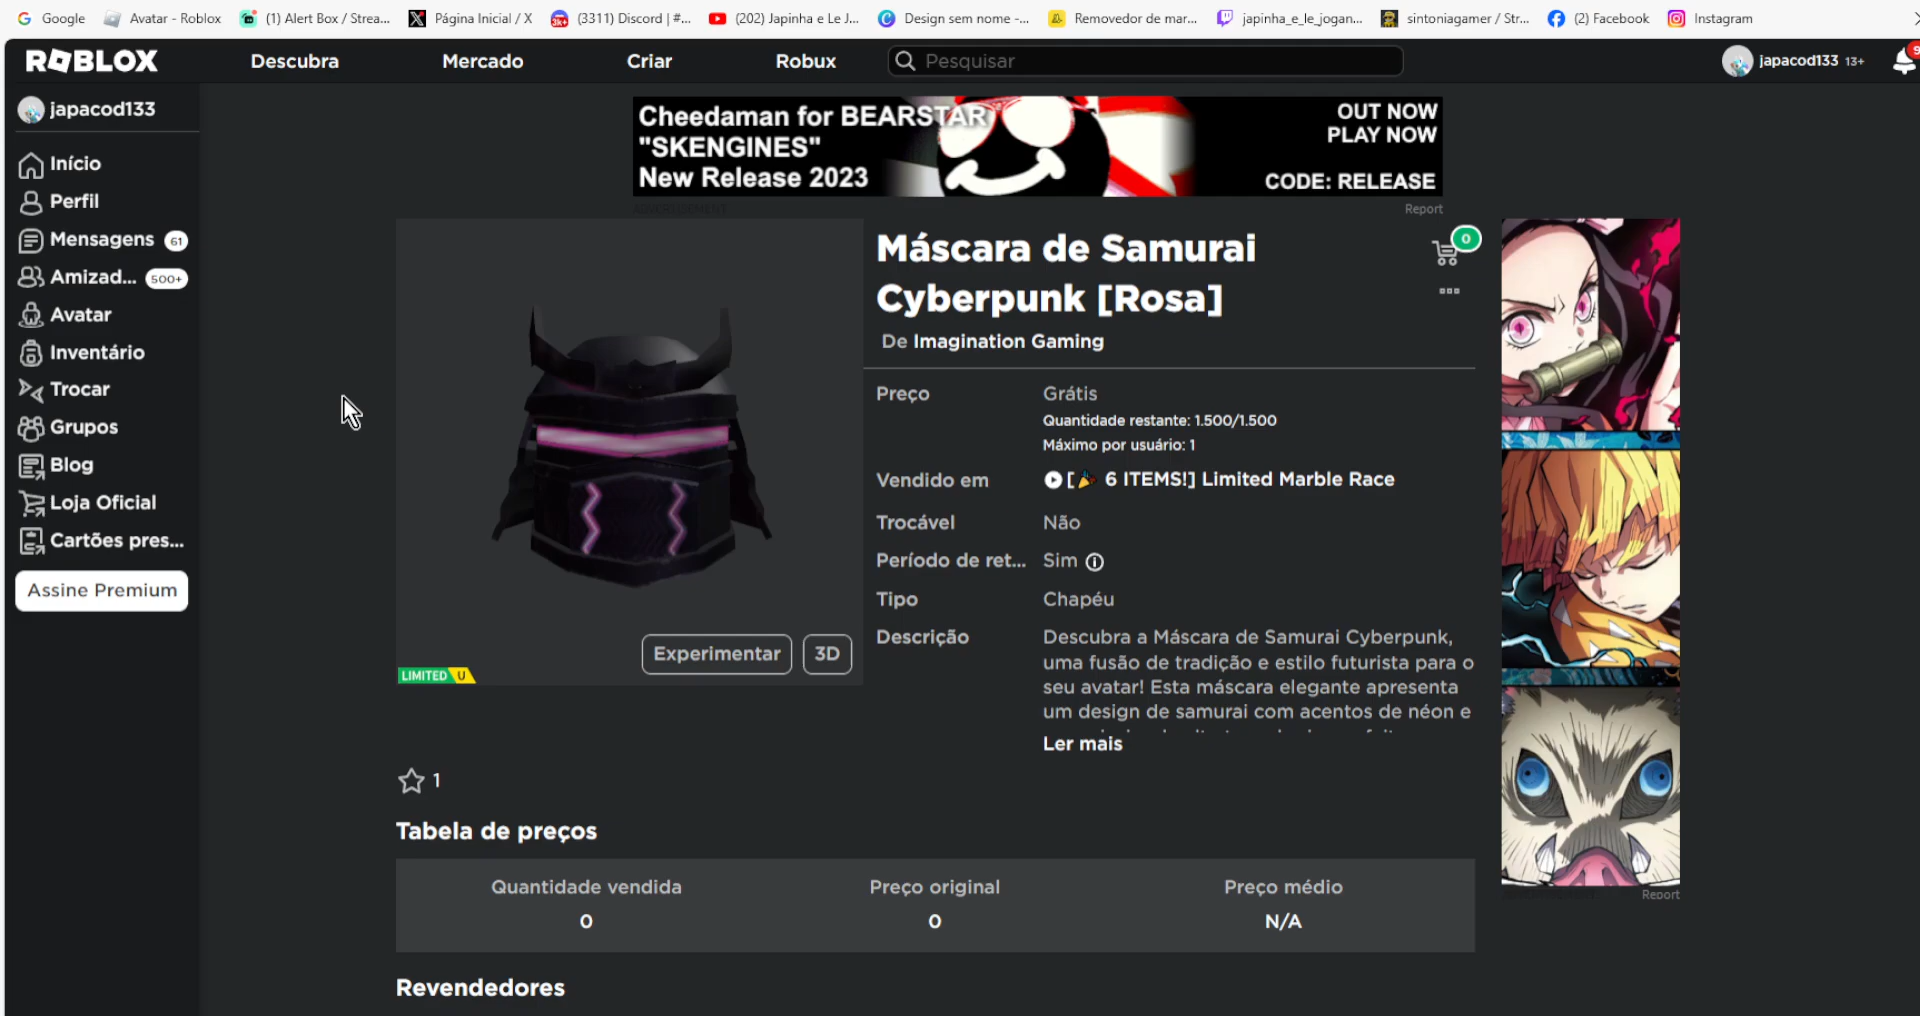 Google
Avatar - Roblox
(1) Alert Box / Strea...
Página Inicial / X
(3311) Discord | #...
(202) Japinha e Le J...
Design sem nome -...
Removedor de mar...
japinha_e_le_jogan...
sintoniagamer / Str...
(2) Facebook
Instagram
ROBLOX
Descubra
Mercado
Criar
Robux
Pesquisar
japacod133 13+
9
japacod133
Início
Perfil
Mensagens 61
Amizad... 500+
Avatar
Inventário
Trocar
Grupos
Blog
Loja Oficial
Cartões pres...
Assine Premium
Cheedaman for BEARSTAR
"SKENGINES"
New Release 2023
OUT NOW
PLAY NOW
CODE: RELEASE
ADVERTISEMENT
Report
Máscara de Samurai
Cyberpunk [Rosa]
0
De Imagination Gaming
Preço Grátis
Quantidade restante: 1.500/1.500
Máximo por usuário: 1
Vendido em [🎉 6 ITEMS!] Limited Marble Race
Trocável Não
Período de ret... Sim
Tipo Chapéu
Descrição Descubra a Máscara de Samurai Cyberpunk,
uma fusão de tradição e estilo futurista para o
seu avatar! Esta máscara elegante apresenta
um design de samurai com acentos de néon e
Ler mais
Experimentar
3D
LIMITED U
1
Tabela de preços
Quantidade vendida
0
Preço original
0
Preço médio
N/A
Report
Revendedores